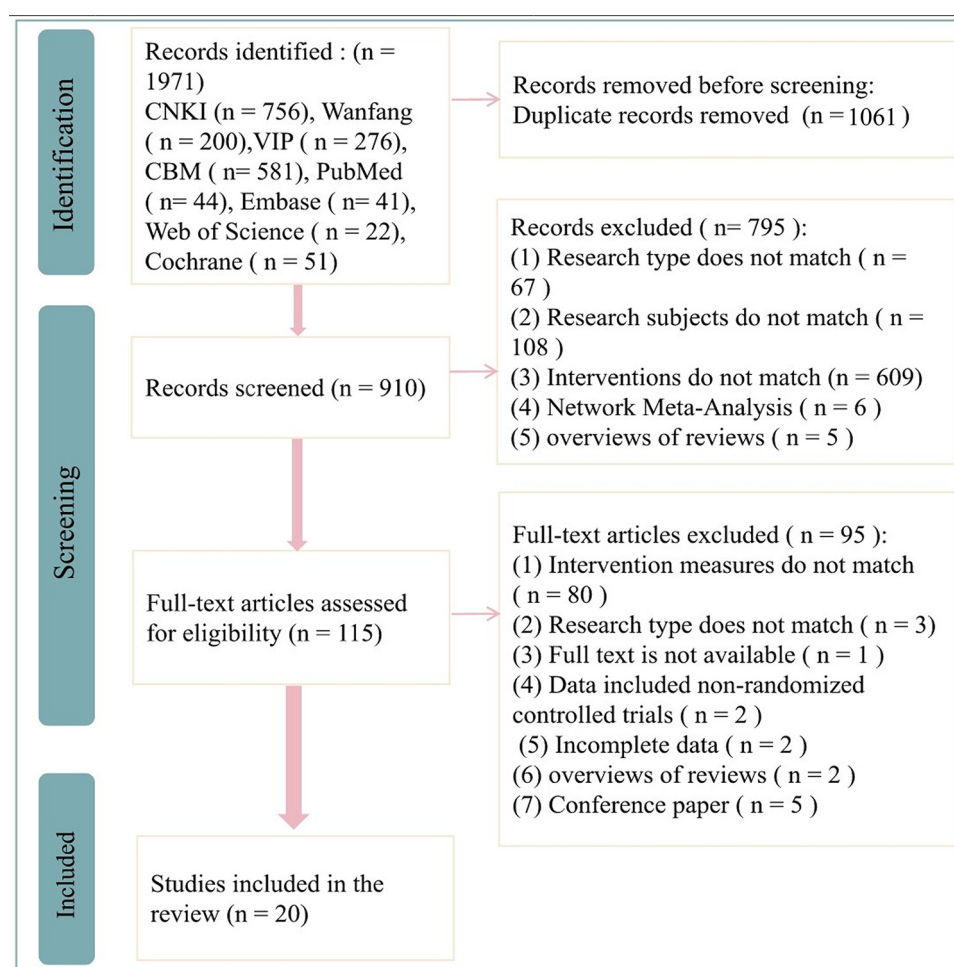 Identification
Records identified : (n =
1971)
CNKI (n = 756), Wanfang
( n = 200),VIP ( n = 276),
CBM ( n= 581), PubMed
( n= 44), Embase ( n= 41),
Web of Science ( n = 22),
Cochrane ( n = 51)
Records removed before screening:
Duplicate records removed (n = 1061 )
Screening
Records screened (n = 910)
Records excluded ( n= 795 ):
(1) Research type does not match ( n =
67 )
(2) Research subjects do not match ( n =
108 )
(3) Interventions do not match (n = 609)
(4) Network Meta-Analysis ( n = 6 )
(5) overviews of reviews ( n = 5 )
Full-text articles assessed
for eligibility (n = 115)
Full-text articles excluded ( n = 95 ):
(1) Intervention measures do not match
( n = 80 )
(2) Research type does not match ( n = 3)
(3) Full text is not available ( n = 1 )
(4) Data included non-randomized
controlled trials ( n = 2 )
(5) Incomplete data ( n = 2 )
(6) overviews of reviews ( n = 2 )
(7) Conference paper ( n = 5 )
Included
Studies included in the
review (n = 20)